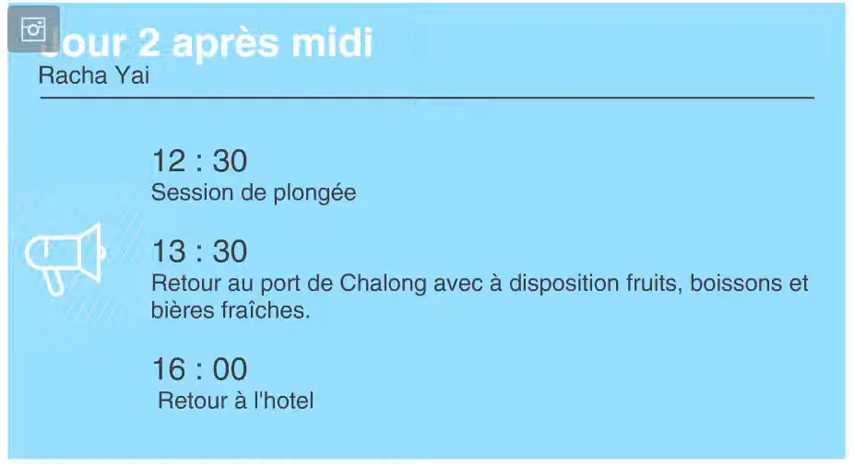 Jour 2 après midi
Racha Yai
12 : 30
Session de plongée
13 : 30
Retour au port de Chalong avec à disposition fruits, boissons et
bières fraîches.
16 : 00
Retour à l'hotel